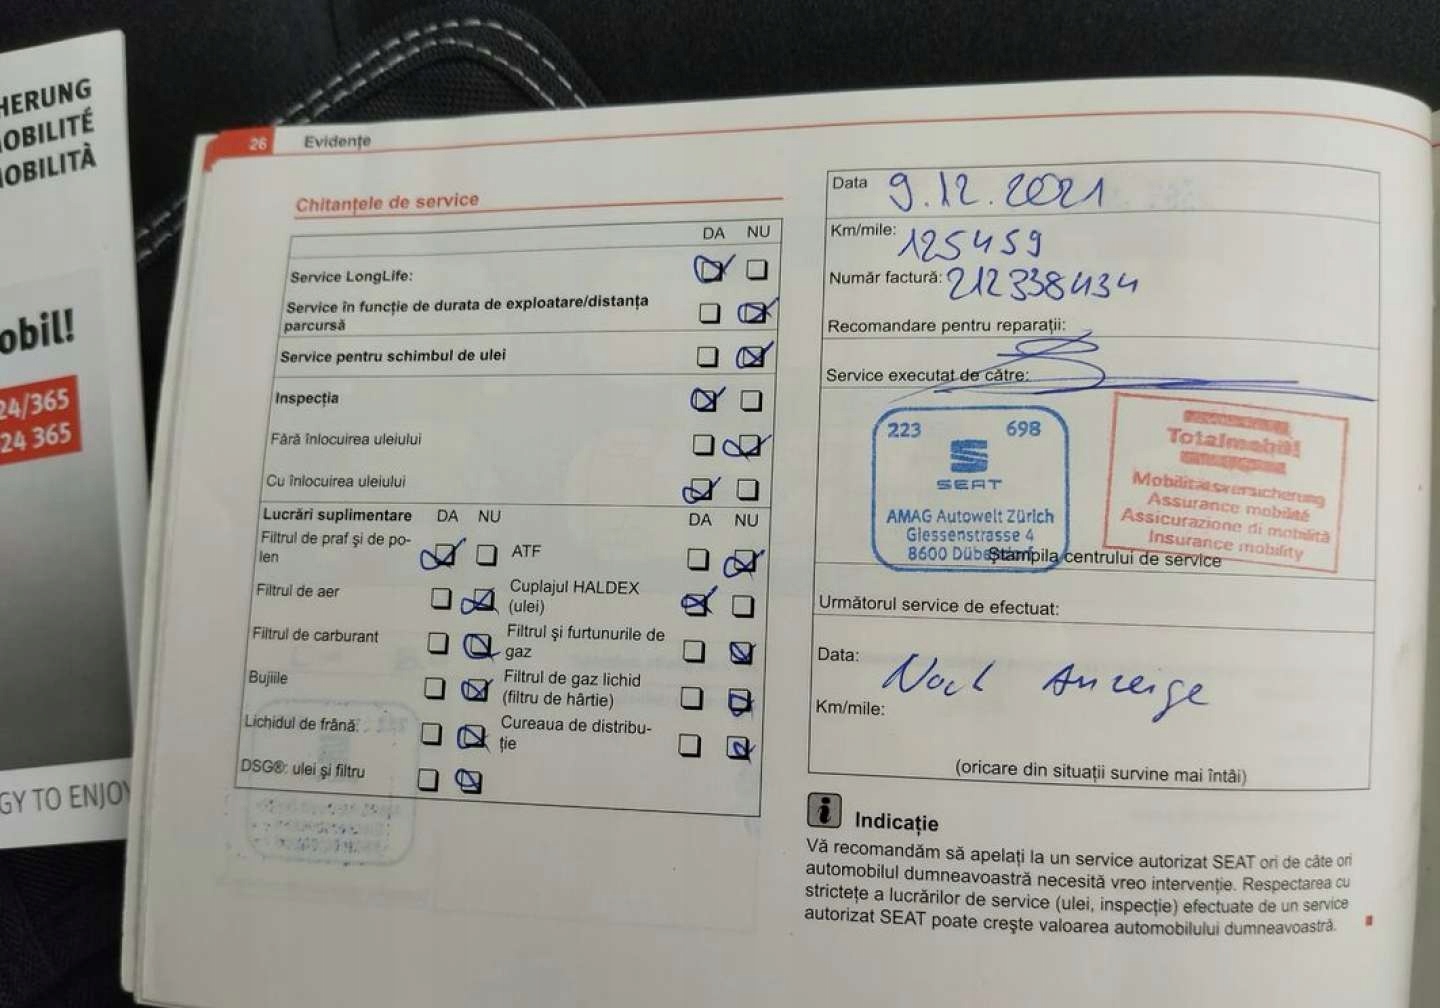 HERUNG
MOBILITÉ
MOBILITÀ
obil!
24/365
24 365
GY TO ENJOY
26 Evidențe
Chitanțele de service
DA NU
Service LongLife:
Service în funcție de durata de exploatare/distanța
parcursă
Service pentru schimbul de ulei
Inspecția
Fără înlocuirea uleiului
Cu înlocuirea uleiului
Lucrări suplimentare DA NU DA NU
Filtrul de praf și de po-
len
ATF
Filtrul de aer
Cuplajul HALDEX
(ulei)
Filtrul de carburant
Filtrul și furtunurile de
gaz
Bujiile
Filtrul de gaz lichid
(filtru de hârtie)
Lichidul de frână:
Cureaua de distribu-
ție
DSG®: ulei și filtru
Data 9.12.2021
Km/mile: 125459
Număr factură: 212338434
Recomandare pentru reparații:
Service executat de către:
223 698
SEAT
AMAG Autowelt Zürich
Giessenstrasse 4
8600
Totalmobil!
Mobilitätsversicherung
Assurance mobilité
Assicurazione di mobilità
Insurance mobility
Ștampila centrului de service
Următorul service de efectuat:
Data:
Nach Anzeige
Km/mile:
(oricare din situații survine mai întâi)
i Indicație
Vă recomandăm să apelați la un service autorizat SEAT ori de câte ori
automobilul dumneavoastră necesită vreo intervenție. Respectarea cu
strictețe a lucrărilor de service (ulei, inspecție) efectuate de un service
autorizat SEAT poate crește valoarea automobilului dumneavoastră.